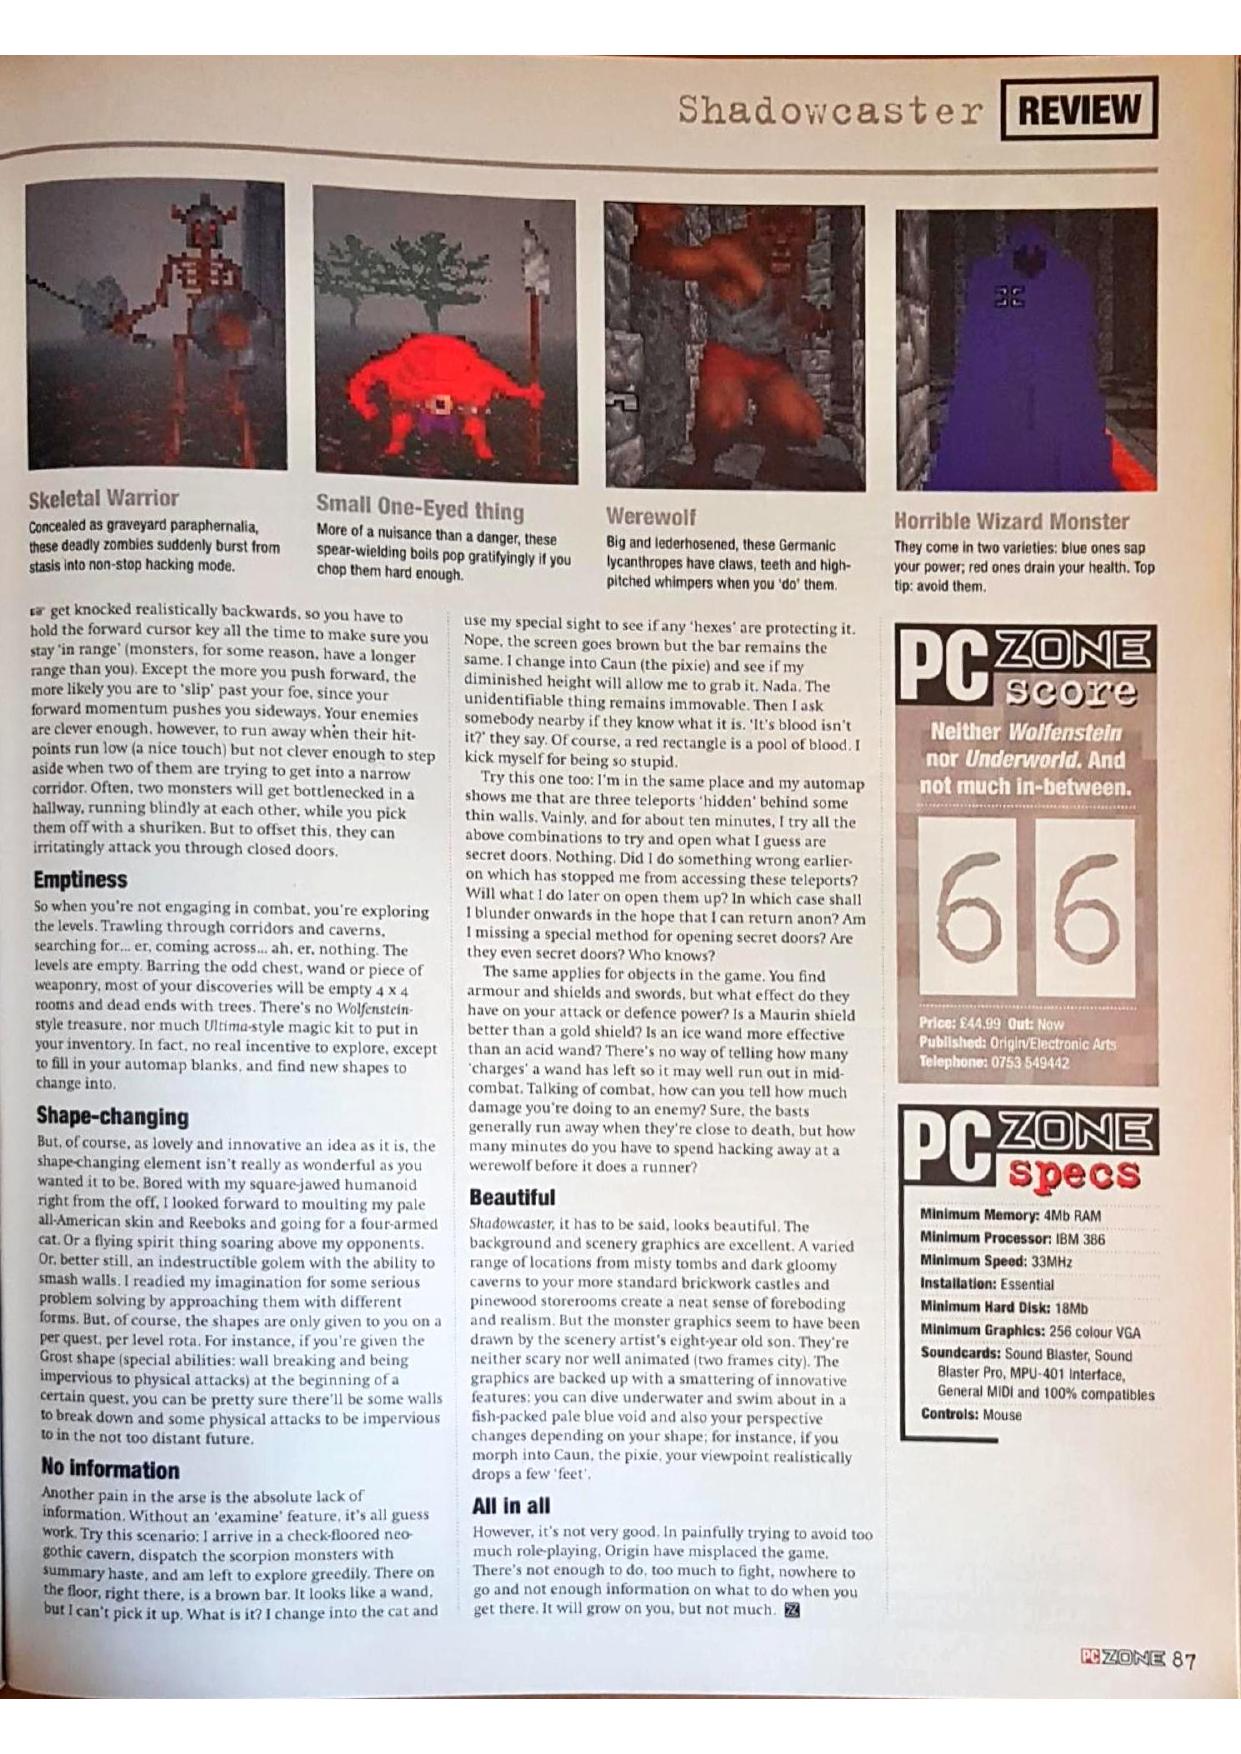 Shadowcaster REVIEW
Skeletal Warrior
Concealed as graveyard paraphernalia,
these deadly zombies suddenly burst from
stasis into non-stop hacking mode.
Small One-Eyed thing
More of a nuisance than a danger, these
spear-wielding boils pop gratifyingly if you
chop them hard enough.
Werewolf
Big and lederhosened, these Germanic
lycanthropes have claws, teeth and high-
pitched whimpers when you 'do' them.
Horrible Wizard Monster
They come in two varieties: blue ones sap
your power; red ones drain your health. Top
tip: avoid them.
☞ get knocked realistically backwards, so you have to
hold the forward cursor key all the time to make sure you
stay 'in range' (monsters, for some reason, have a longer
range than you). Except the more you push forward, the
more likely you are to 'slip' past your foe, since your
forward momentum pushes you sideways. Your enemies
are clever enough, however, to run away when their hit-
points run low (a nice touch) but not clever enough to step
aside when two of them are trying to get into a narrow
corridor. Often, two monsters will get bottlenecked in a
hallway, running blindly at each other, while you pick
them off with a shuriken. But to offset this, they can
irritatingly attack you through closed doors.
Emptiness
So when you're not engaging in combat, you're exploring
the levels. Trawling through corridors and caverns,
searching for... er, coming across... ah, er, nothing. The
levels are empty. Barring the odd chest, wand or piece of
weaponry, most of your discoveries will be empty 4 x 4
rooms and dead ends with trees. There's no Wolfenstein-
style treasure, nor much Ultima-style magic kit to put in
your inventory. In fact, no real incentive to explore, except
to fill in your automap blanks, and find new shapes to
change into.
Shape-changing
But, of course, as lovely and innovative an idea as it is, the
shape-changing element isn't really as wonderful as you
wanted it to be. Bored with my square-jawed humanoid
right from the off, I looked forward to moulting my pale
all-American skin and Reeboks and going for a four-armed
cat. Or a flying spirit thing soaring above my opponents.
Or, better still, an indestructible golem with the ability to
smash walls. I readied my imagination for some serious
problem solving by approaching them with different
forms. But, of course, the shapes are only given to you on a
per quest, per level rota. For instance, if you're given the
Grost shape (special abilities: wall breaking and being
impervious to physical attacks) at the beginning of a
certain quest, you can be pretty sure there'll be some walls
to break down and some physical attacks to be impervious
to in the not too distant future.
No information
Another pain in the arse is the absolute lack of
information. Without an 'examine' feature, it's all guess
work. Try this scenario: I arrive in a check-floored neo-
gothic cavern, dispatch the scorpion monsters with
summary haste, and am left to explore greedily. There on
the floor, right there, is a brown bar. It looks like a wand,
but I can't pick it up. What is it? I change into the cat and
use my special sight to see if any 'hexes' are protecting it.
Nope, the screen goes brown but the bar remains the
same. I change into Caun (the pixie) and see if my
diminished height will allow me to grab it. Nada. The
unidentifiable thing remains immovable. Then I ask
somebody nearby if they know what it is. 'It's blood isn't
it?' they say. Of course, a red rectangle is a pool of blood. I
kick myself for being so stupid.
Try this one too: I'm in the same place and my automap
shows me that are three teleports 'hidden' behind some
thin walls. Vainly, and for about ten minutes, I try all the
above combinations to try and open what I guess are
secret doors. Nothing. Did I do something wrong earlier-
on which has stopped me from accessing these teleports?
Will what I do later on open them up? In which case shall
I blunder onwards in the hope that I can return anon? Am
I missing a special method for opening secret doors? Are
they even secret doors? Who knows?
The same applies for objects in the game. You find
armour and shields and swords, but what effect do they
have on your attack or defence power? Is a Maurin shield
better than a gold shield? Is an ice wand more effective
than an acid wand? There's no way of telling how many
'charges' a wand has left so it may well run out in mid-
combat. Talking of combat, how can you tell how much
damage you're doing to an enemy? Sure, the basts
generally run away when they're close to death, but how
many minutes do you have to spend hacking away at a
werewolf before it does a runner?
Beautiful
Shadowcaster, it has to be said, looks beautiful. The
background and scenery graphics are excellent. A varied
range of locations from misty tombs and dark gloomy
caverns to your more standard brickwork castles and
pinewood storerooms create a neat sense of foreboding
and realism. But the monster graphics seem to have been
drawn by the scenery artist's eight-year old son. They're
neither scary nor well animated (two frames city). The
graphics are backed up with a smattering of innovative
features: you can dive underwater and swim about in a
fish-packed pale blue void and also your perspective
changes depending on your shape; for instance, if you
morph into Caun, the pixie, your viewpoint realistically
drops a few 'feet'.
All in all
However, it's not very good. In painfully trying to avoid too
much role-playing, Origin have misplaced the game.
There's not enough to do, too much to fight, nowhere to
go and not enough information on what to do when you
get there. It will grow on you, but not much. Z
PC ZONE
score
Neither Wolfenstein
nor Underworld. And
not much in-between.
66
Price: £44.99 Out: Now
Published: Origin/Electronic Arts
Telephone: 0753 549442
PC ZONE
specs
Minimum Memory: 4Mb RAM
Minimum Processor: IBM 386
Minimum Speed: 33MHz
Installation: Essential
Minimum Hard Disk: 18Mb
Minimum Graphics: 256 colour VGA
Soundcards: Sound Blaster, Sound
Blaster Pro, MPU-401 Interface,
General MIDI and 100% compatibles
Controls: Mouse
PC ZONE 87